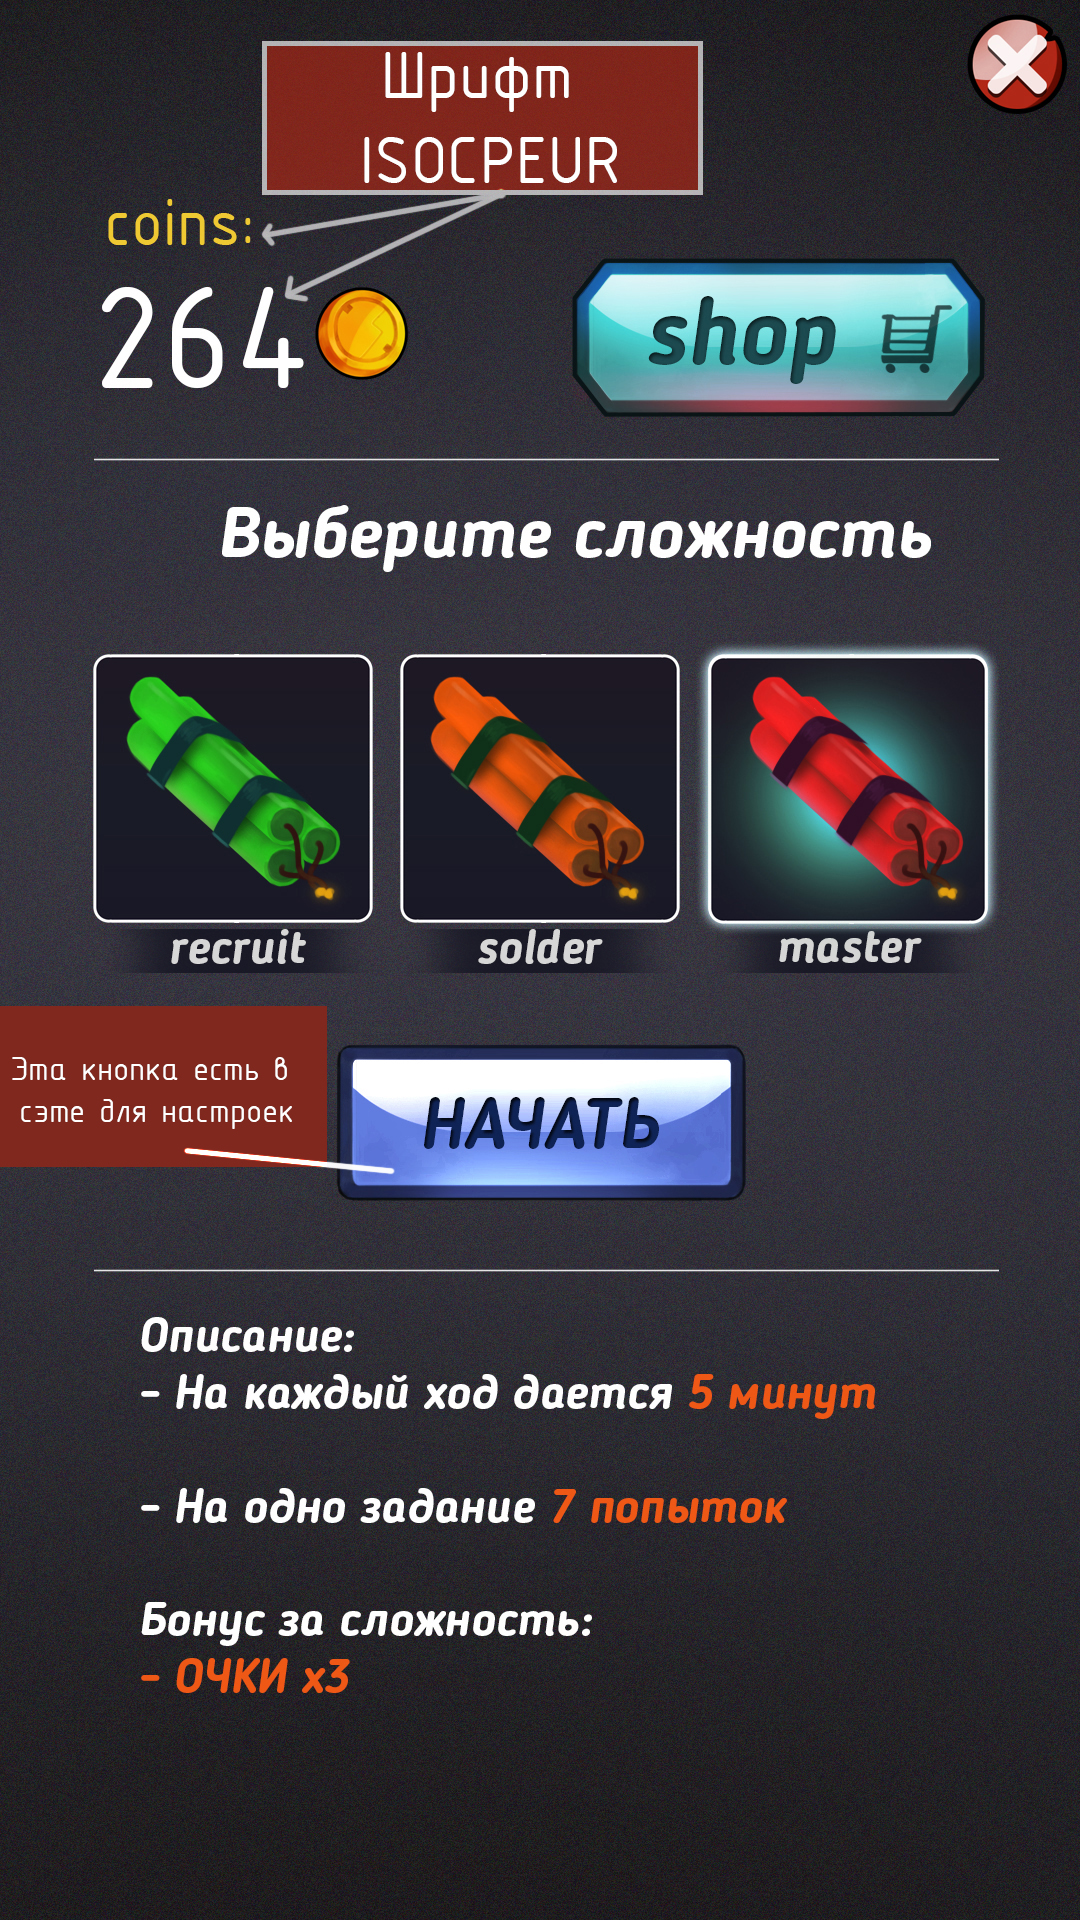 Шрифт
ISOCPEUR
coins:
264
shop
Выберите сложность
recruit
solder
master
Эта кнопка есть в
сэте для настроек
НАЧАТЬ
Описание:
- На каждый ход дается 5 минут
- На одно задание 7 попыток
Бонус за сложность:
- ОЧКИ х3